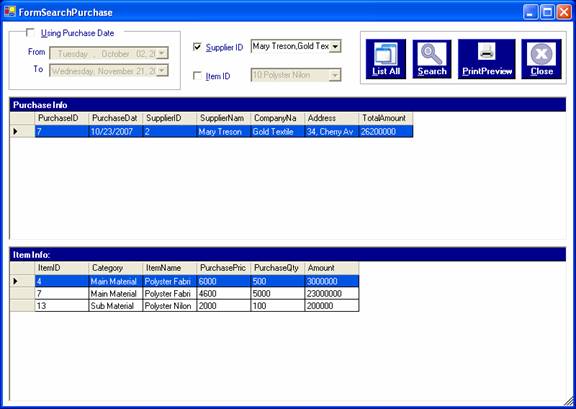 FormSearchPurchase
Using Purchase Date
From Tuesday , October 02, 20
To Wednesday, November 21, 20
Supplier ID Mary Treson,Gold Tex
Item ID 10:Polyster Nilon
List All Search PrintPreview Close
Purchase Info
PurchaseID PurchaseDat SupplierID SupplierNam CompanyNa Address TotalAmount
7 10/23/2007 2 Mary Treson Gold Textile 34, Cherry Av 26200000
Item Info:
ItemID Category ItemName PurchasePric PurchaseQty Amount
4 Main Material Polyster Fabri 6000 500 3000000
7 Main Material Polyster Fabri 4600 5000 23000000
13 Sub Material Polyster Nilon 2000 100 200000